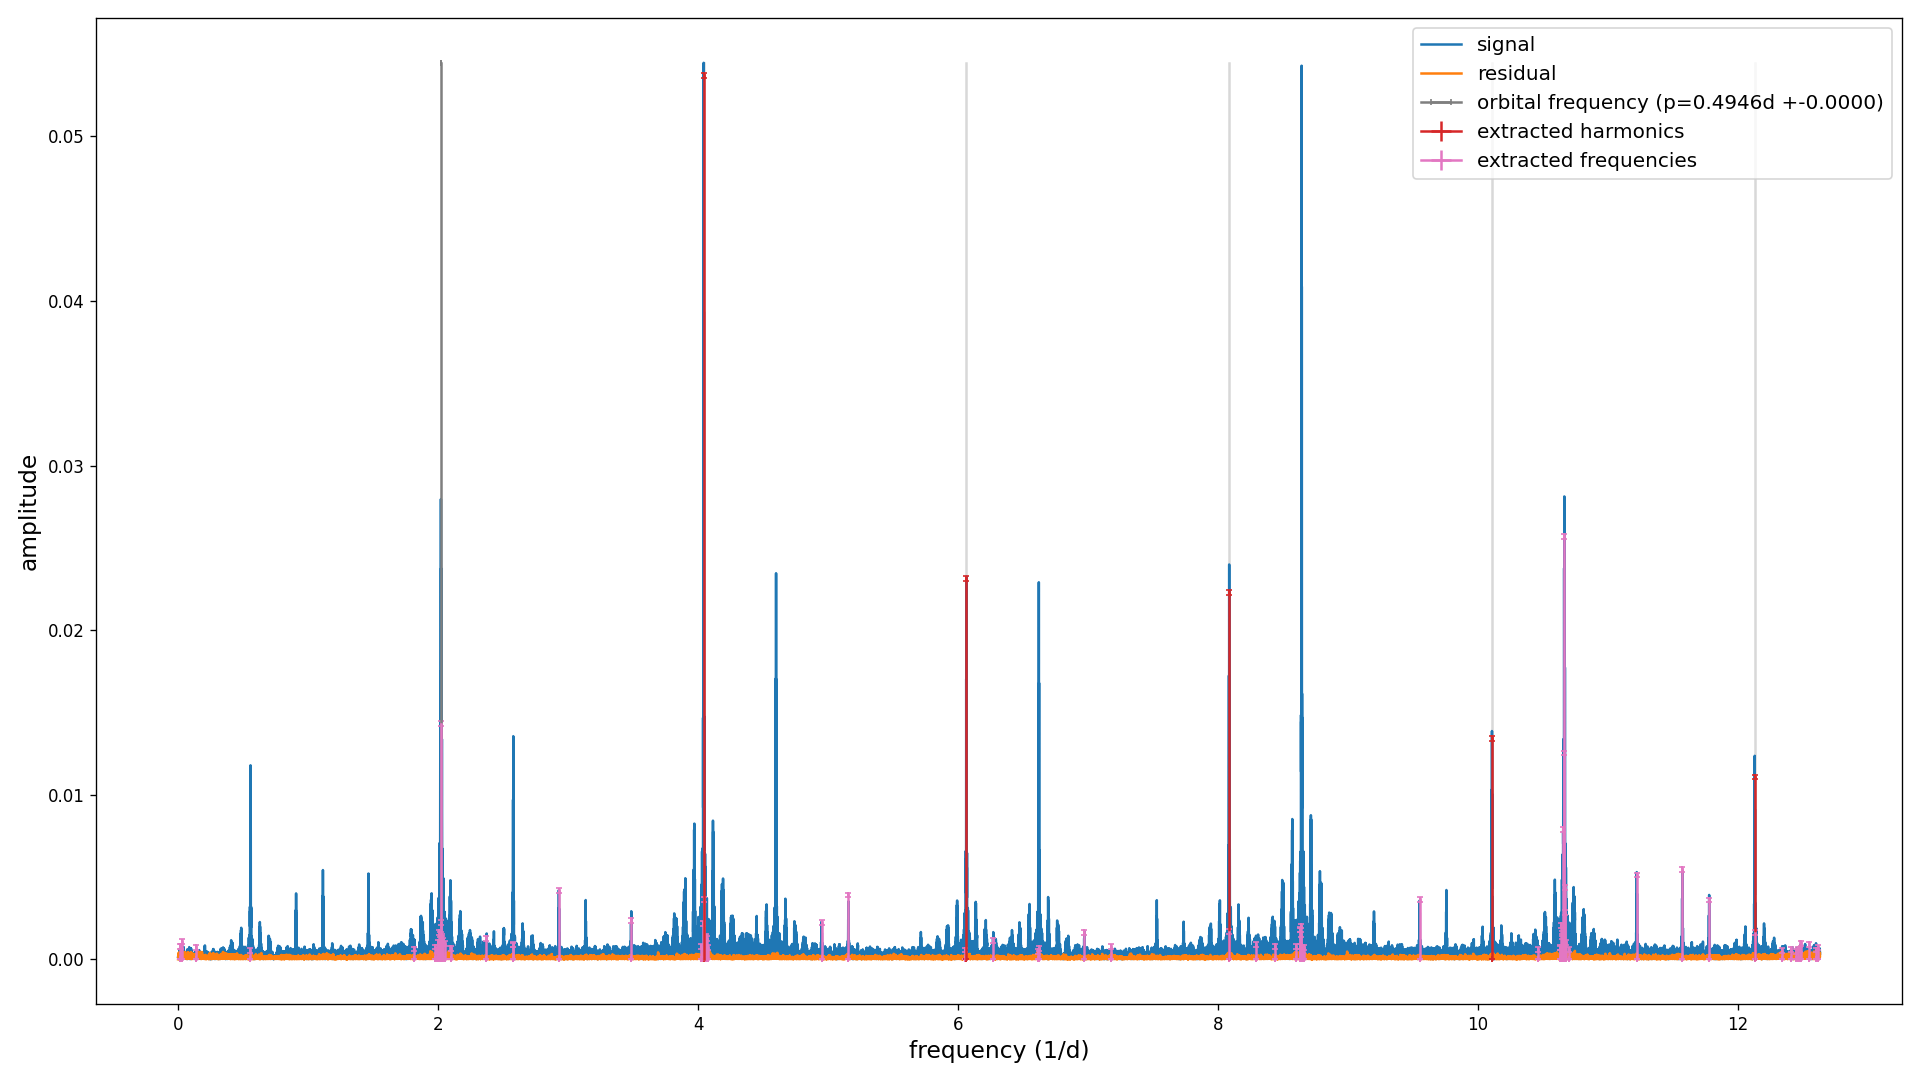 signal
residual
orbital frequency (p=0.4946d +-0.0000)
extracted harmonics
extracted frequencies
amplitude
0.05
0.04
0.03
0.02
0.01
0.00
0 2 4 6 8 10 12
frequency (1/d)